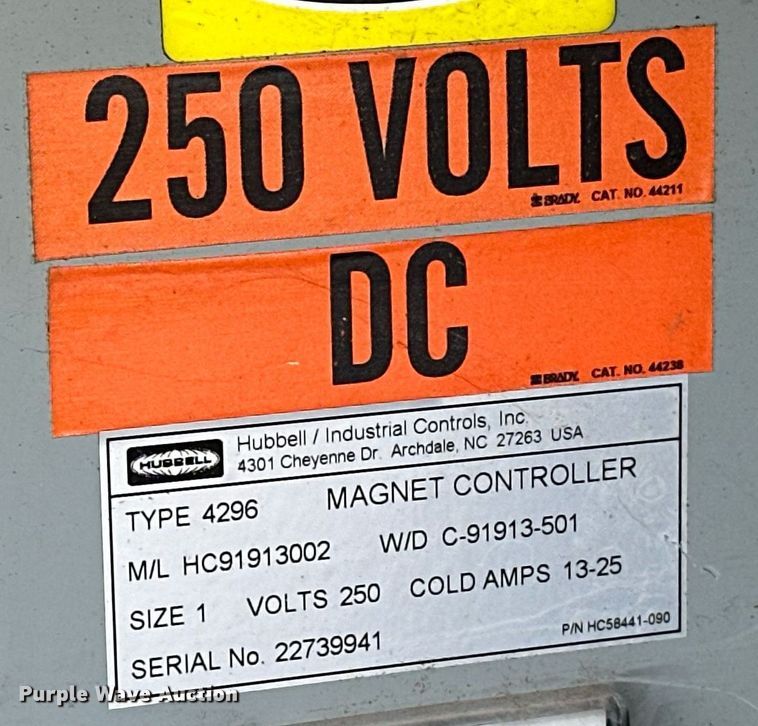 250 VOLTS
BRADY. CAT. NO. 44211
DC
BRADY. CAT. NO. 44238
HUBBELL
Hubbell / Industrial Controls, Inc.
4301 Cheyenne Dr. Archdale, NC 27263 USA
TYPE 4296 MAGNET CONTROLLER
M/L HC91913002 W/D C-91913-501
SIZE 1 VOLTS 250 COLD AMPS 13-25
SERIAL No. 22739941 P/N HC58441-090
Purple Wave Auction